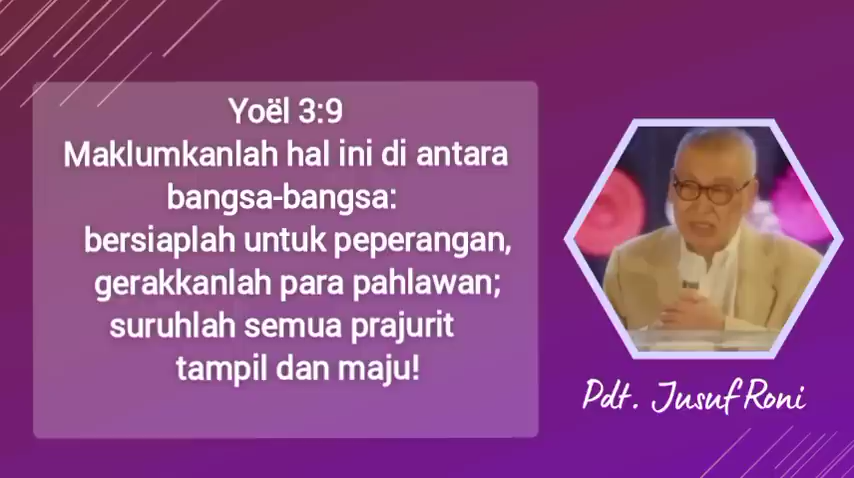 Yoël 3:9
Maklumkanlah hal ini di antara
bangsa-bangsa:
bersiaplah untuk peperangan,
gerakkanlah para pahlawan;
suruhlah semua prajurit
tampil dan maju!
Pdt. Jusuf Roni